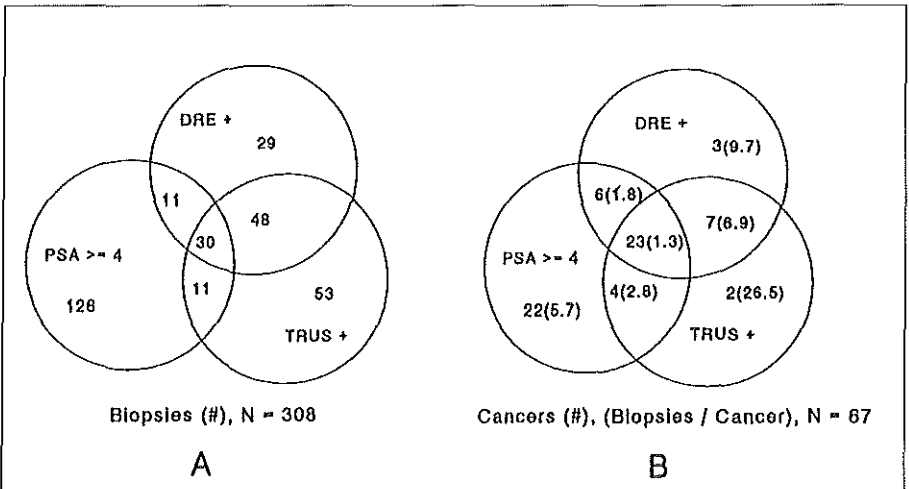 DRE +
29
11
48
30
PSA >= 4
11
126
53
TRUS +
Biopsies (#), N = 308
A
DRE +
3(9.7)
6(1.8)
7(6.9)
23(1.3)
PSA >= 4
4(2.8)
2(26.5)
22(5.7)
TRUS +
Cancers (#), (Biopsies / Cancer), N = 67
B